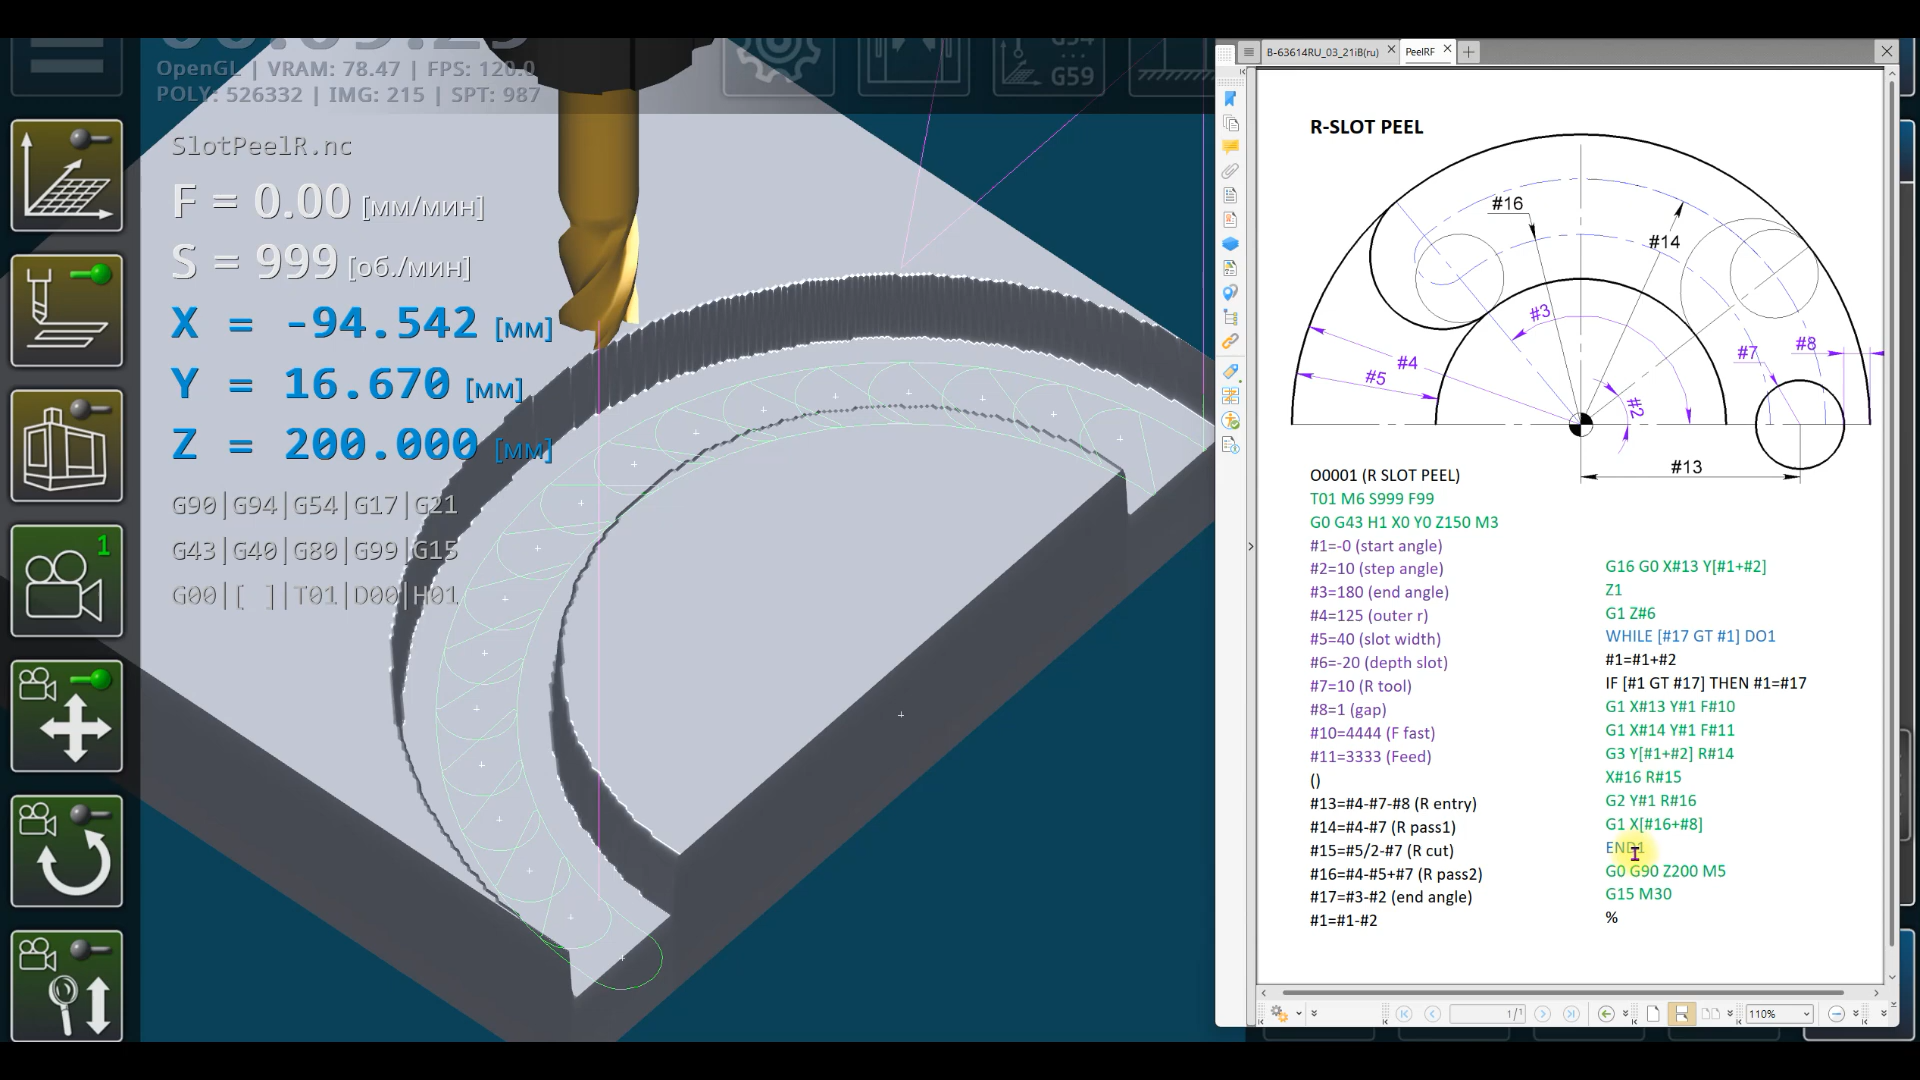 OpenGL | VRAM: 78.47 | FPS: 120.0
POLY: 526332 | IMG: 215 | SPT: 987
SlotPeelR.nc
F = 0.00 [мм/мин]
S = 999 [об./мин]
X = -94.542 [мм]
Y = 16.670 [мм]
Z = 200.000 [мм]
G90|G94|G54|G17|G21
G43|G40|G80|G99|G15
G00|[ ]|T01|D00|H01
1
G54
...
G59
B-63614RU_03_21iB(ru)
PeelRF
R-SLOT PEEL
#16
#14
#3
#4
#5
#7
#8
#2
#13
O0001 (R SLOT PEEL)
T01 M6 S999 F99
G0 G43 H1 X0 Y0 Z150 M3
#1=-0 (start angle)
#2=10 (step angle)
#3=180 (end angle)
#4=125 (outer r)
#5=40 (slot width)
#6=-20 (depth slot)
#7=10 (R tool)
#8=1 (gap)
#10=4444 (F fast)
#11=3333 (Feed)
()
#13=#4-#7-#8 (R entry)
#14=#4-#7 (R pass1)
#15=#5/2-#7 (R cut)
#16=#4-#5+#7 (R pass2)
#17=#3-#2 (end angle)
#1=#1-#2
G16 G0 X#13 Y[#1+#2]
Z1
G1 Z#6
WHILE [#17 GT #1] DO1
#1=#1+#2
IF [#1 GT #17] THEN #1=#17
G1 X#13 Y#1 F#10
G1 X#14 Y#1 F#11
G3 Y[#1+#2] R#14
X#16 R#15
G2 Y#1 R#16
G1 X[#16+#8]
END1
G0 G90 Z200 M5
G15 M30
%
1/1
110%